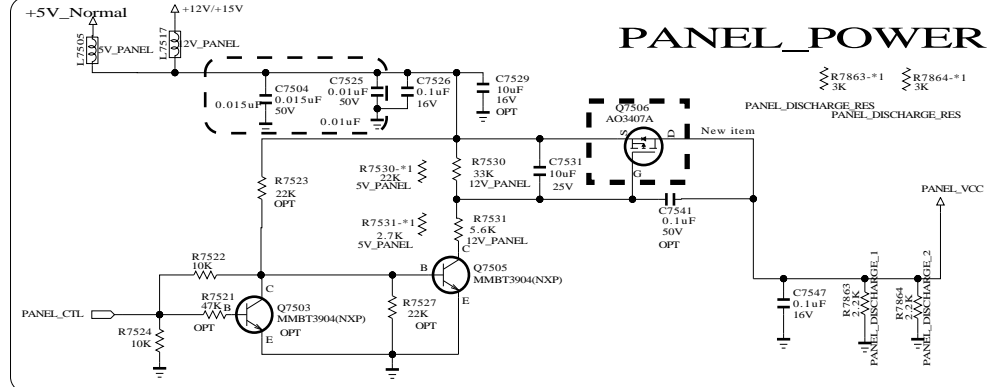 +5V_Normal
+12V/+15V
PANEL_POWER
L7505
5V_PANEL
L7517
2V_PANEL
C7504
0.015uF
0.015uF
50V
C7525
0.01uF
50V
0.01uF
C7526
0.1uF
16V
C7529
10uF
16V
OPT
R7863-*1
3K
R7864-*1
3K
PANEL_DISCHARGE_RES
PANEL_DISCHARGE_RES
Q7506
AO3407A
S
D
G
New item
R7523
22K
OPT
R7530-*1
22K
5V_PANEL
R7530
33K
12V_PANEL
C7531
10uF
25V
R7531-*1
2.7K
5V_PANEL
R7531
5.6K
12V_PANEL
C7541
0.1uF
50V
OPT
PANEL_VCC
R7522
10K
C
B
E
Q7505
MMBT3904(NXP)
PANEL_CTL
R7521
47K
OPT
B
C
E
Q7503
MMBT3904(NXP)
OPT
R7524
10K
R7527
22K
OPT
C7547
0.1uF
16V
R7863
2.2K
PANEL_DISCHARGE_1
R7864
2.2K
PANEL_DISCHARGE_2